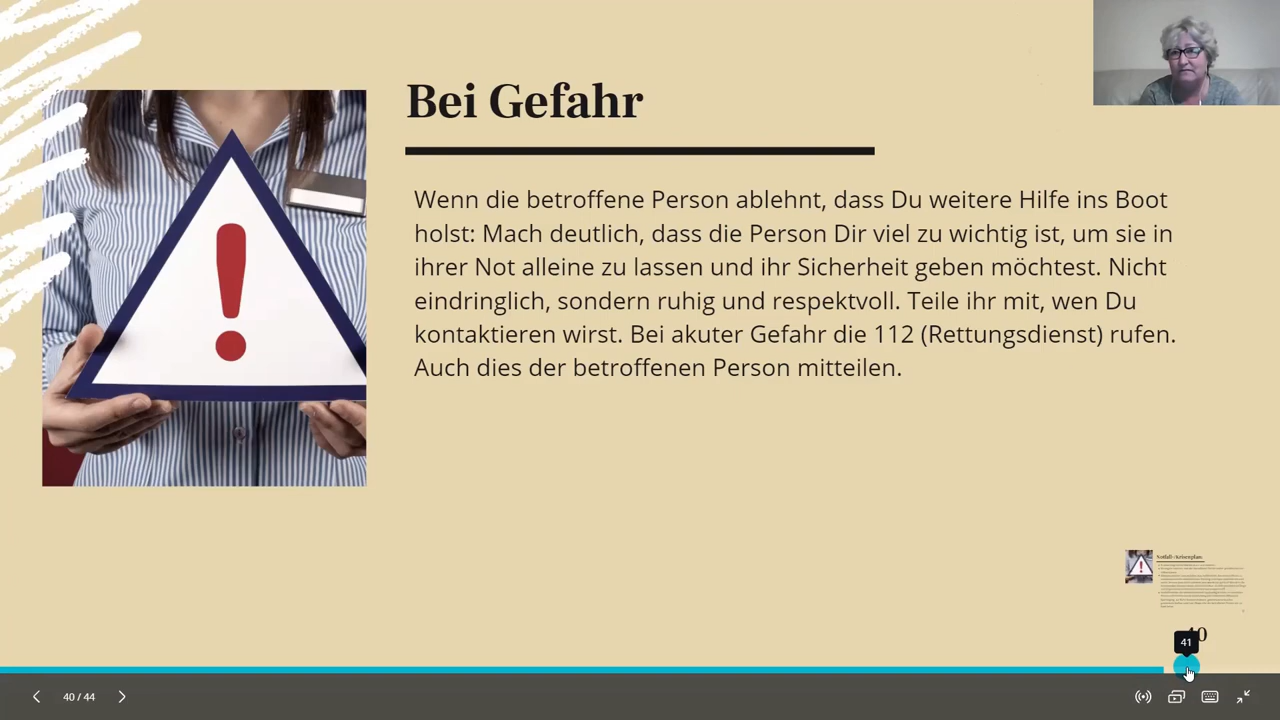 Bei Gefahr
Wenn die betroffene Person ablehnt, dass Du weitere Hilfe ins Boot
holst: Mach deutlich, dass die Person Dir viel zu wichtig ist, um sie in
ihrer Not alleine zu lassen und ihr Sicherheit geben möchtest. Nicht
eindringlich, sondern ruhig und respektvoll. Teile ihr mit, wen Du
kontaktieren wirst. Bei akuter Gefahr die 112 (Rettungsdienst) rufen.
Auch dies der betroffenen Person mitteilen.
41
40 / 44